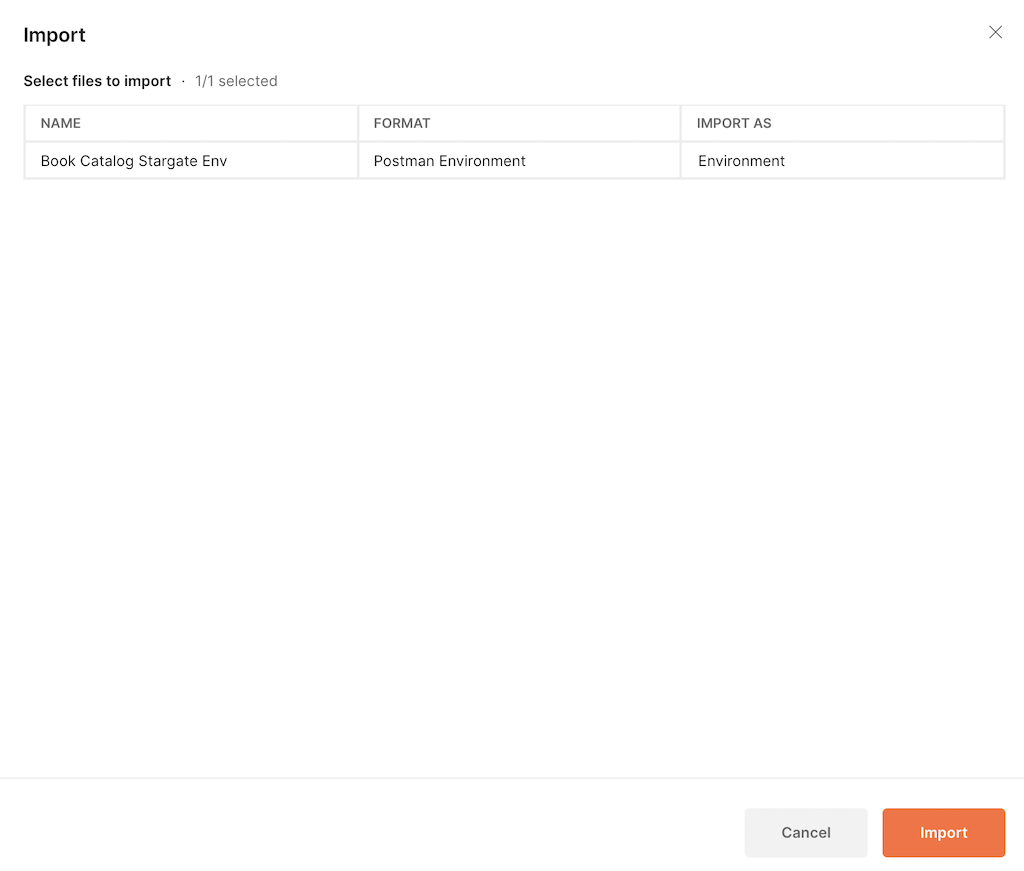 Import
Select files to import · 1/1 selected
NAME FORMAT IMPORT AS
Book Catalog Stargate Env Postman Environment Environment
Cancel Import